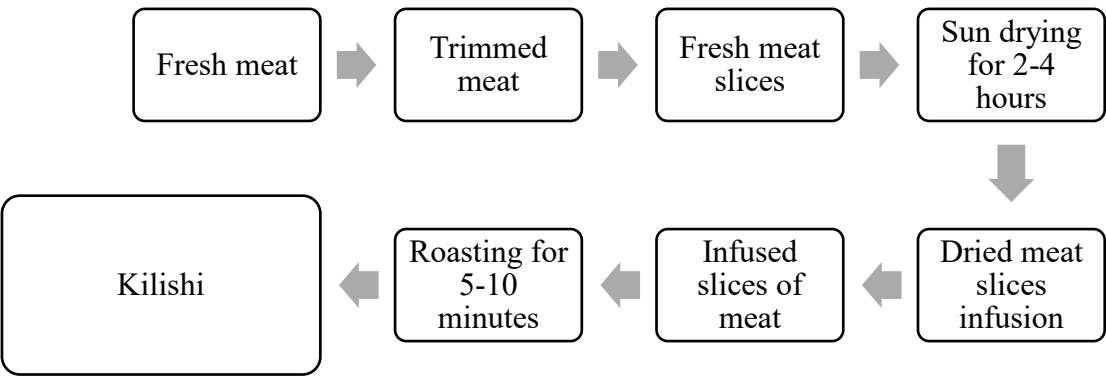 Fresh meat
Trimmed
meat
Fresh meat
slices
Sun drying
for 2-4
hours
Dried meat
slices
infusion
Infused
slices of
meat
Roasting for
5-10
minutes
Kilishi